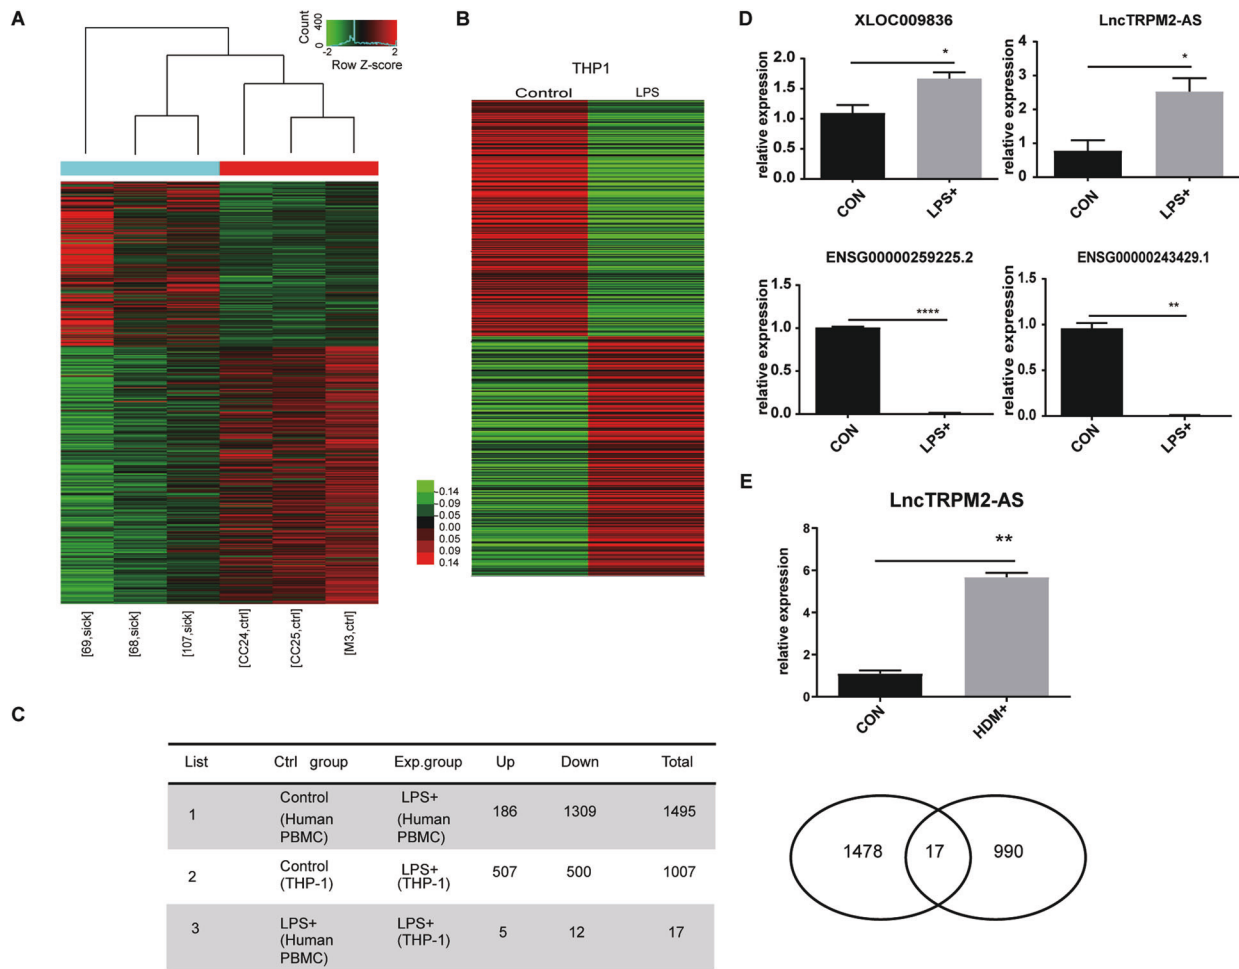 A
Count
400
0
-2
2
Row Z-score
[69,sick]
[68,sick]
[107,sick]
[CC24,ctrl]
[CC25,ctrl]
[M3,ctrl]
B
THP1
Control
LPS
-0.14
-0.09
-0.05
0.00
0.05
0.09
0.14
C
List Ctrl group Exp.group Up Down Total
1 Control (Human PBMC) LPS+ (Human PBMC) 186 1309 1495
2 Control (THP-1) LPS+ (THP-1) 507 500 1007
3 LPS+ (Human PBMC) LPS+ (THP-1) 5 12 17
D
XLOC009836
relative expression
2.0
1.5
1.0
0.5
0.0
*
CON
LPS+
LncTRPM2-AS
relative expression
4
3
2
1
0
*
CON
LPS+
ENSG00000259225.2
relative expression
1.5
1.0
0.5
0.0
****
CON
LPS+
ENSG00000243429.1
relative expression
1.5
1.0
0.5
0.0
**
CON
LPS+
E
LncTRPM2-AS
relative expression
8
6
4
2
0
**
CON
HDM+
1478 17 990